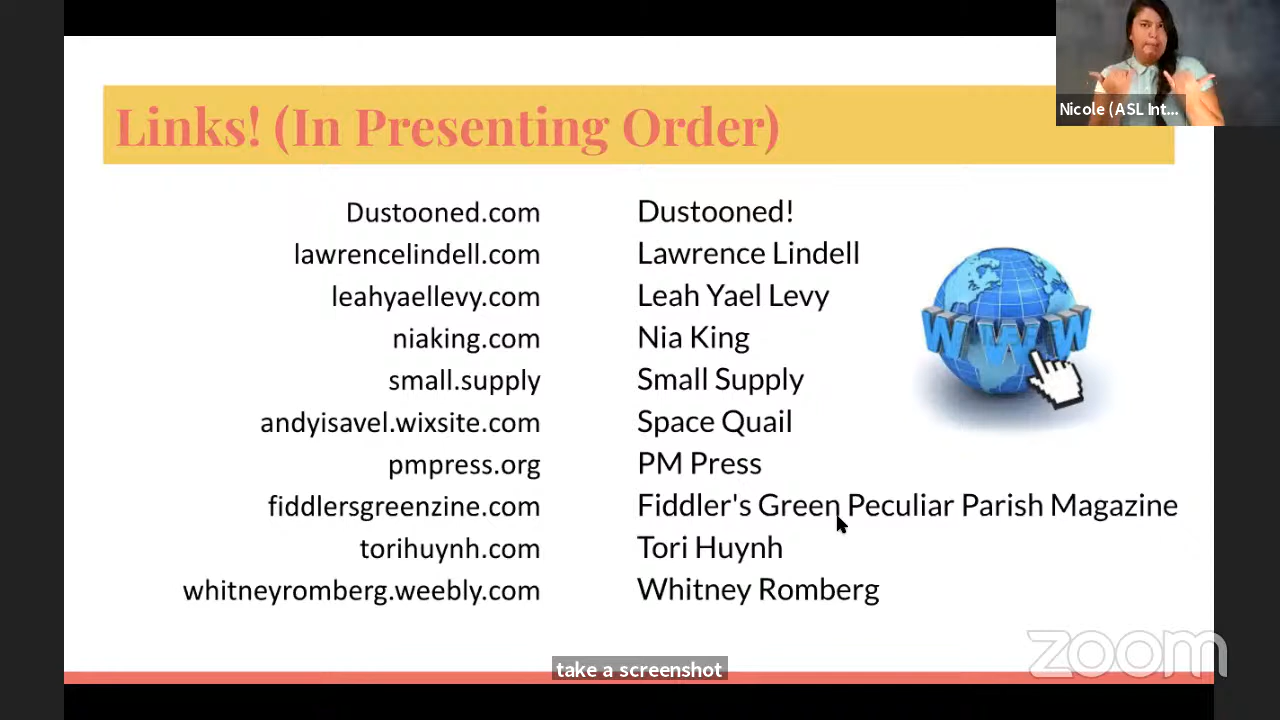 Nicole (ASL Int...
Links! (In Presenting Order)
Dustooned.com Dustooned!
lawrencelindell.com Lawrence Lindell
leahyaellevy.com Leah Yael Levy
niaking.com Nia King
small.supply Small Supply
andyisavel.wixsite.com Space Quail
pmpress.org PM Press
fiddlersgreenzine.com Fiddler's Green Peculiar Parish Magazine
torihuynh.com Tori Huynh
whitneyromberg.weebly.com Whitney Romberg
WWW
zoom
take a screenshot